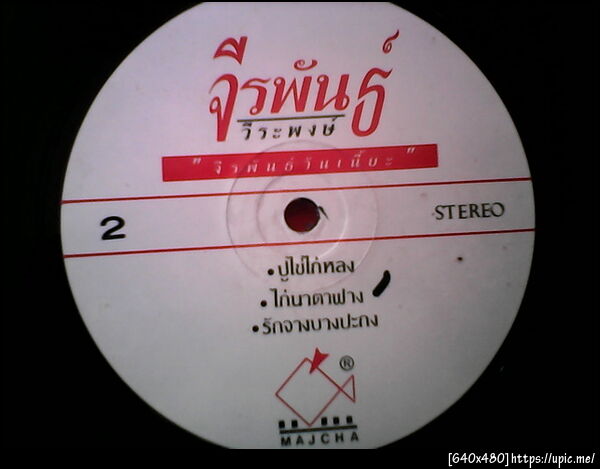 จีรพันธ์
วีระพงษ์
" จีรพันธ์วันเนี้ยะ "
2
STEREO
• ปูไข่ไก่หลง
• ไก่นาตาฟาง
• รักจางบางปะกง
®
MAJCHA
[640x480]https://upic.me/